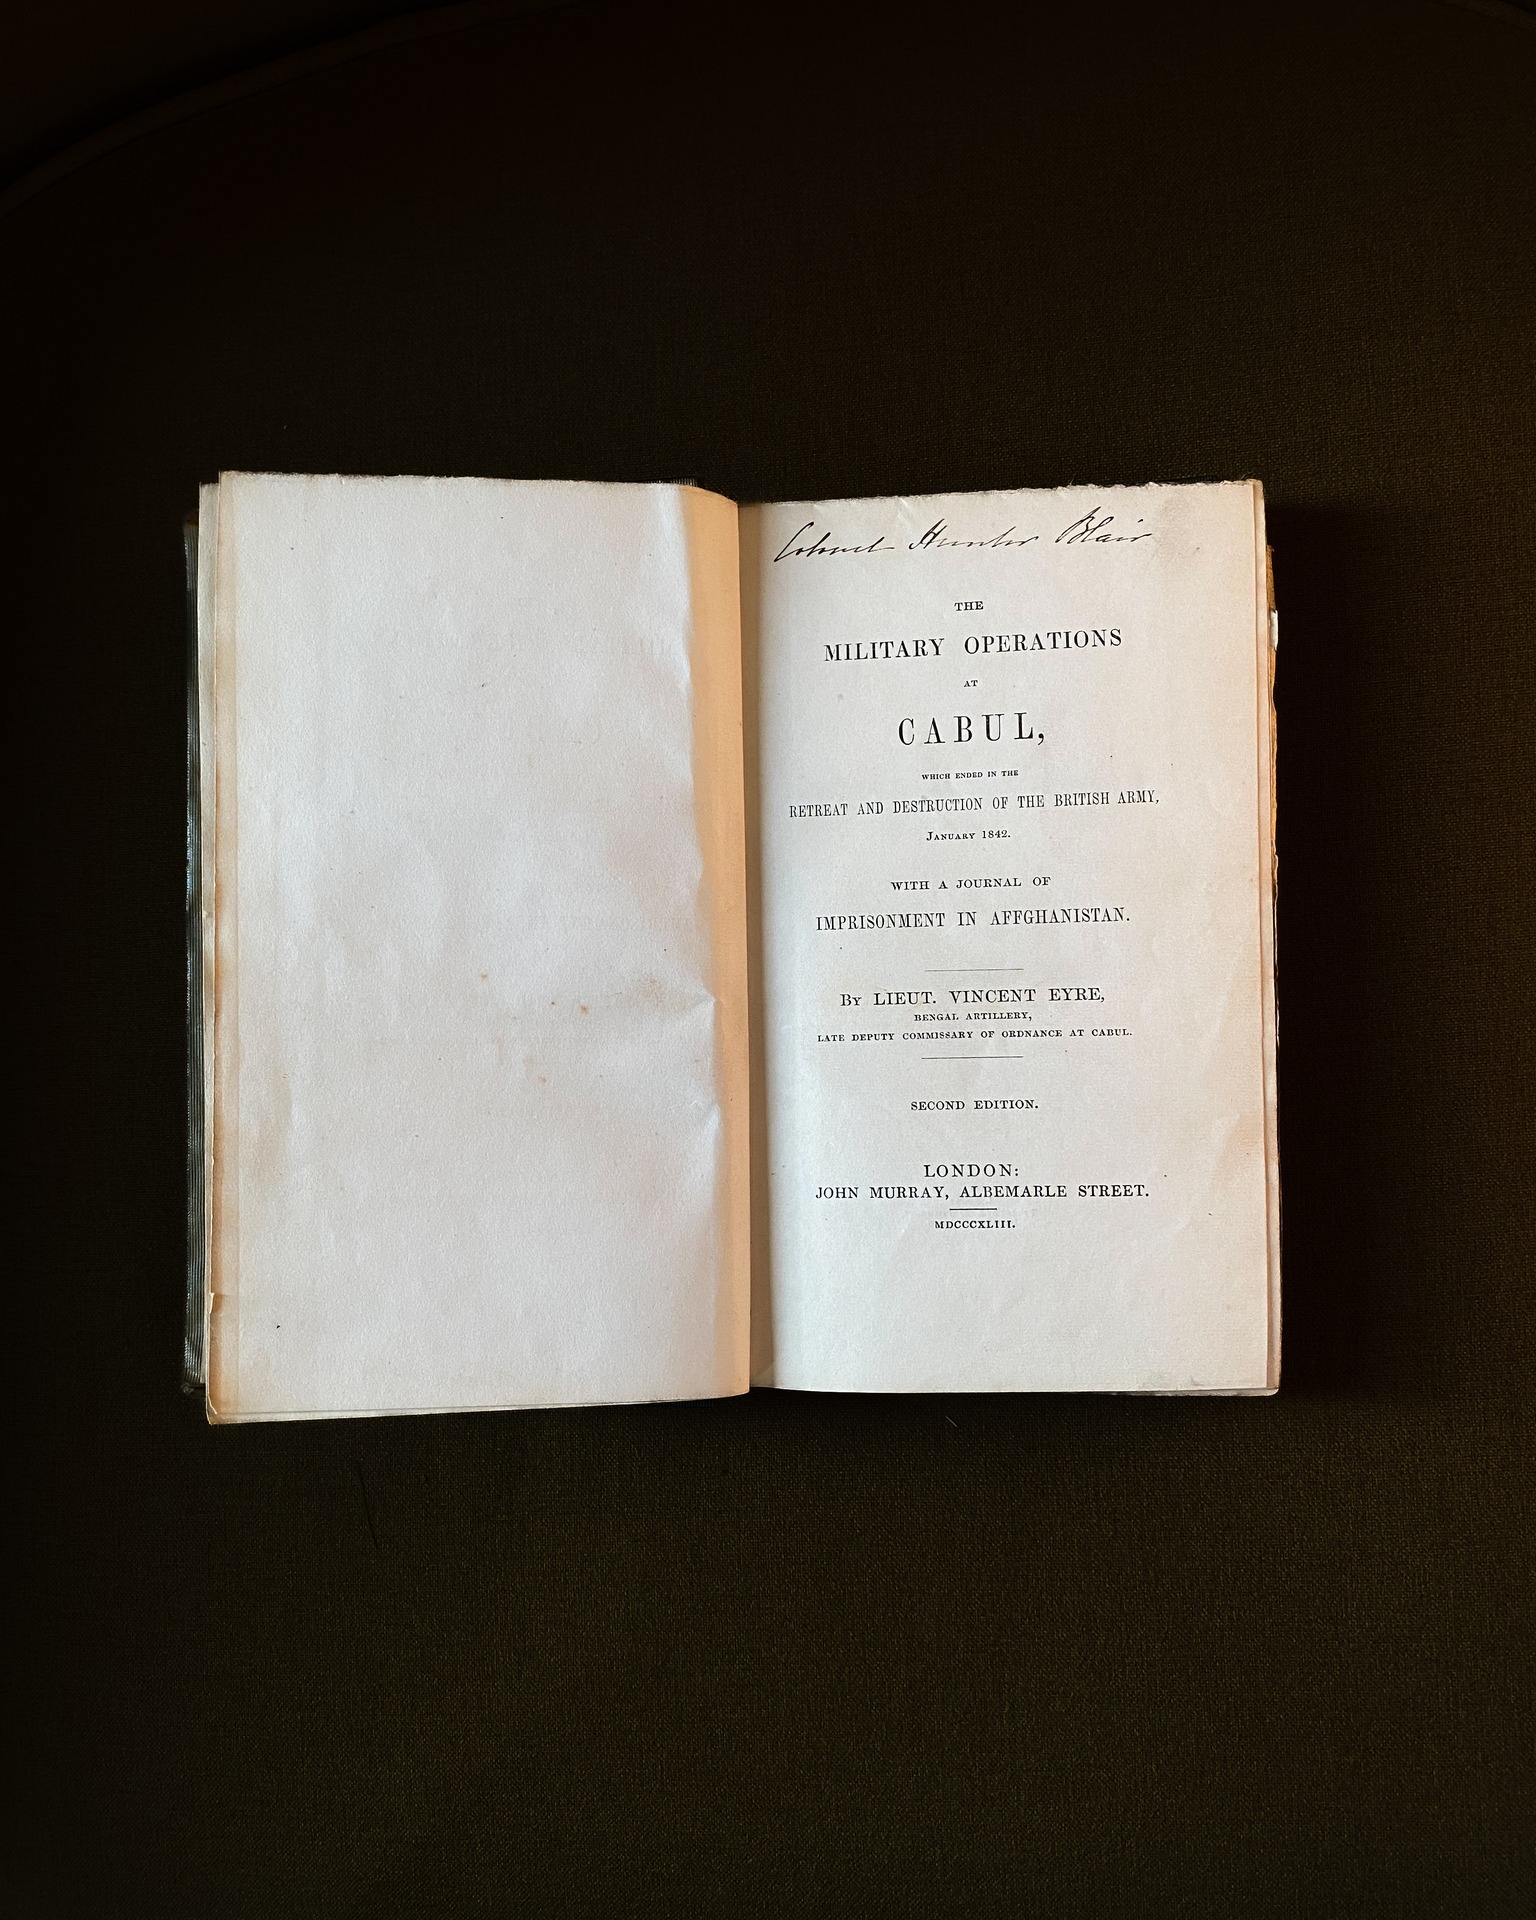 Colonel Hunter Blair
THE
MILITARY OPERATIONS
AT
CABUL,
WHICH ENDED IN THE
RETREAT AND DESTRUCTION OF THE BRITISH ARMY,
JANUARY 1842.
WITH A JOURNAL OF
IMPRISONMENT IN AFFGHANISTAN.
BY LIEUT. VINCENT EYRE,
BENGAL ARTILLERY,
LATE DEPUTY COMMISSARY OF ORDNANCE AT CABUL.
SECOND EDITION.
LONDON:
JOHN MURRAY, ALBEMARLE STREET.
MDCCCXLIII.